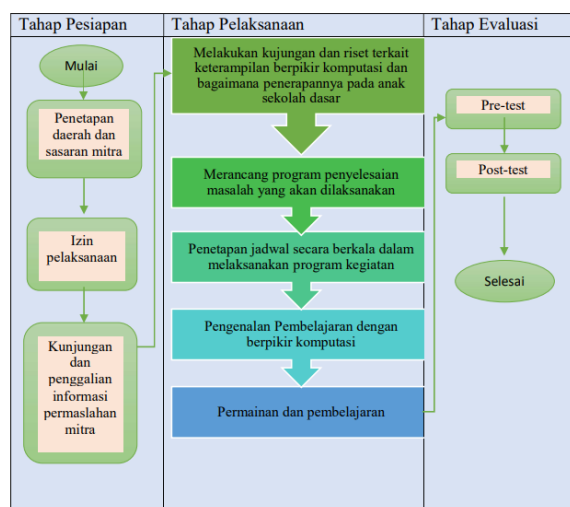 Tahap Pesiapan
Tahap Pelaksanaan
Tahap Evaluasi
Mulai
Penetapan
daerah dan
sasaran mitra
Izin
pelaksanaan
Kunjungan
dan
penggalian
informasi
permaslahan
mitra
Melakukan kujungan dan riset terkait
keterampilan berpikir komputasi dan
bagaimana penerapannya pada anak
sekolah dasar
Merancang program penyelesaian
masalah yang akan dilaksanakan
Penetapan jadwal secara berkala dalam
melaksanakan program kegiatan
Pengenalan Pembelajaran dengan
berpikir komputasi
Permainan dan pembelajaran
Pre-test
Post-test
Selesai